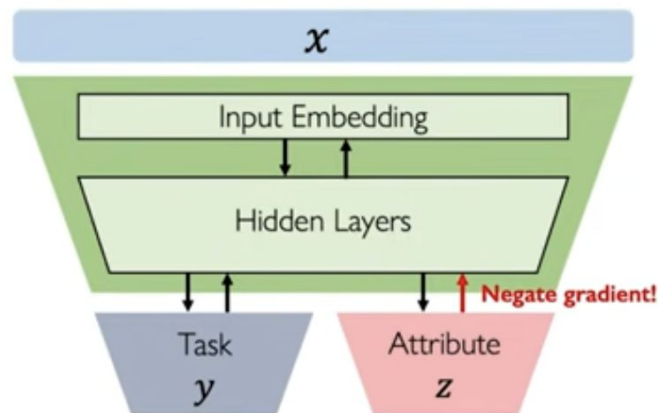 x
Input Embedding
Hidden Layers
Negate gradient!
Task
y
Attribute
z